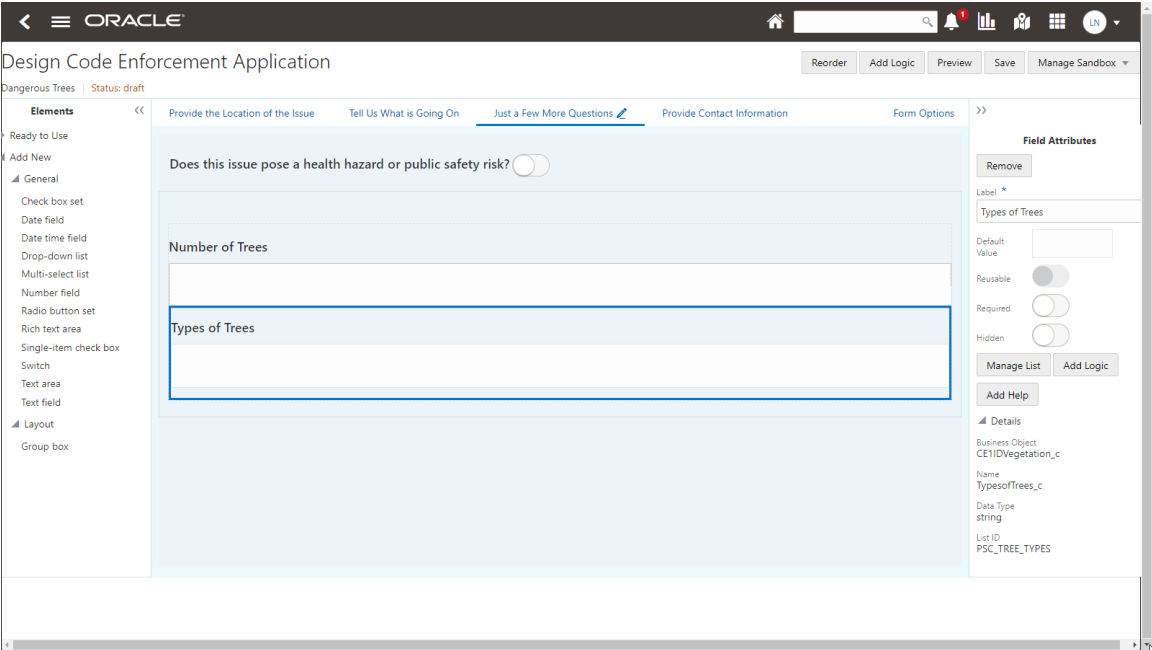 ORACLE
1
LN
Design Code Enforcement Application
Reorder
Add Logic
Preview
Save
Manage Sandbox
Dangerous Trees | Status: draft
Elements
Ready to Use
Add New
General
Check box set
Date field
Date time field
Drop-down list
Multi-select list
Number field
Radio button set
Rich text area
Single-item check box
Switch
Text area
Text field
Layout
Group box
Provide the Location of the Issue
Tell Us What is Going On
Just a Few More Questions
Provide Contact Information
Form Options
Does this issue pose a health hazard or public safety risk?
Number of Trees
Types of Trees
Field Attributes
Remove
Label *
Types of Trees
Default
Value
Reusable
Required
Hidden
Manage List
Add Logic
Add Help
Details
Business Object
CE1IDVegetation_c
Name
TypesofTrees_c
Data Type
string
List ID
PSC_TREE_TYPES